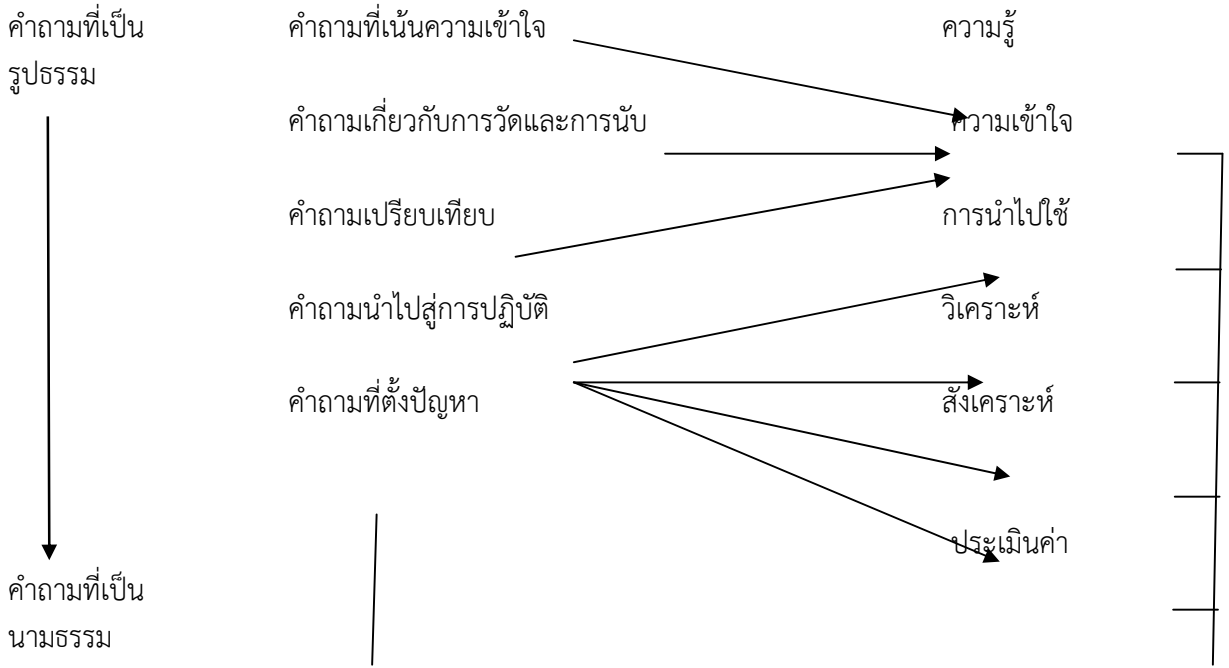 คำถามที่เป็น
รูปธรรม
คำถามที่เน้นความเข้าใจ
ความรู้
คำถามเกี่ยวกับการวัดและการนับ
ความเข้าใจ
คำถามเปรียบเทียบ
การนำไปใช้
คำถามนำไปสู่การปฏิบัติ
วิเคราะห์
คำถามที่ตั้งปัญหา
สังเคราะห์
ประเมินค่า
คำถามที่เป็น
นามธรรม